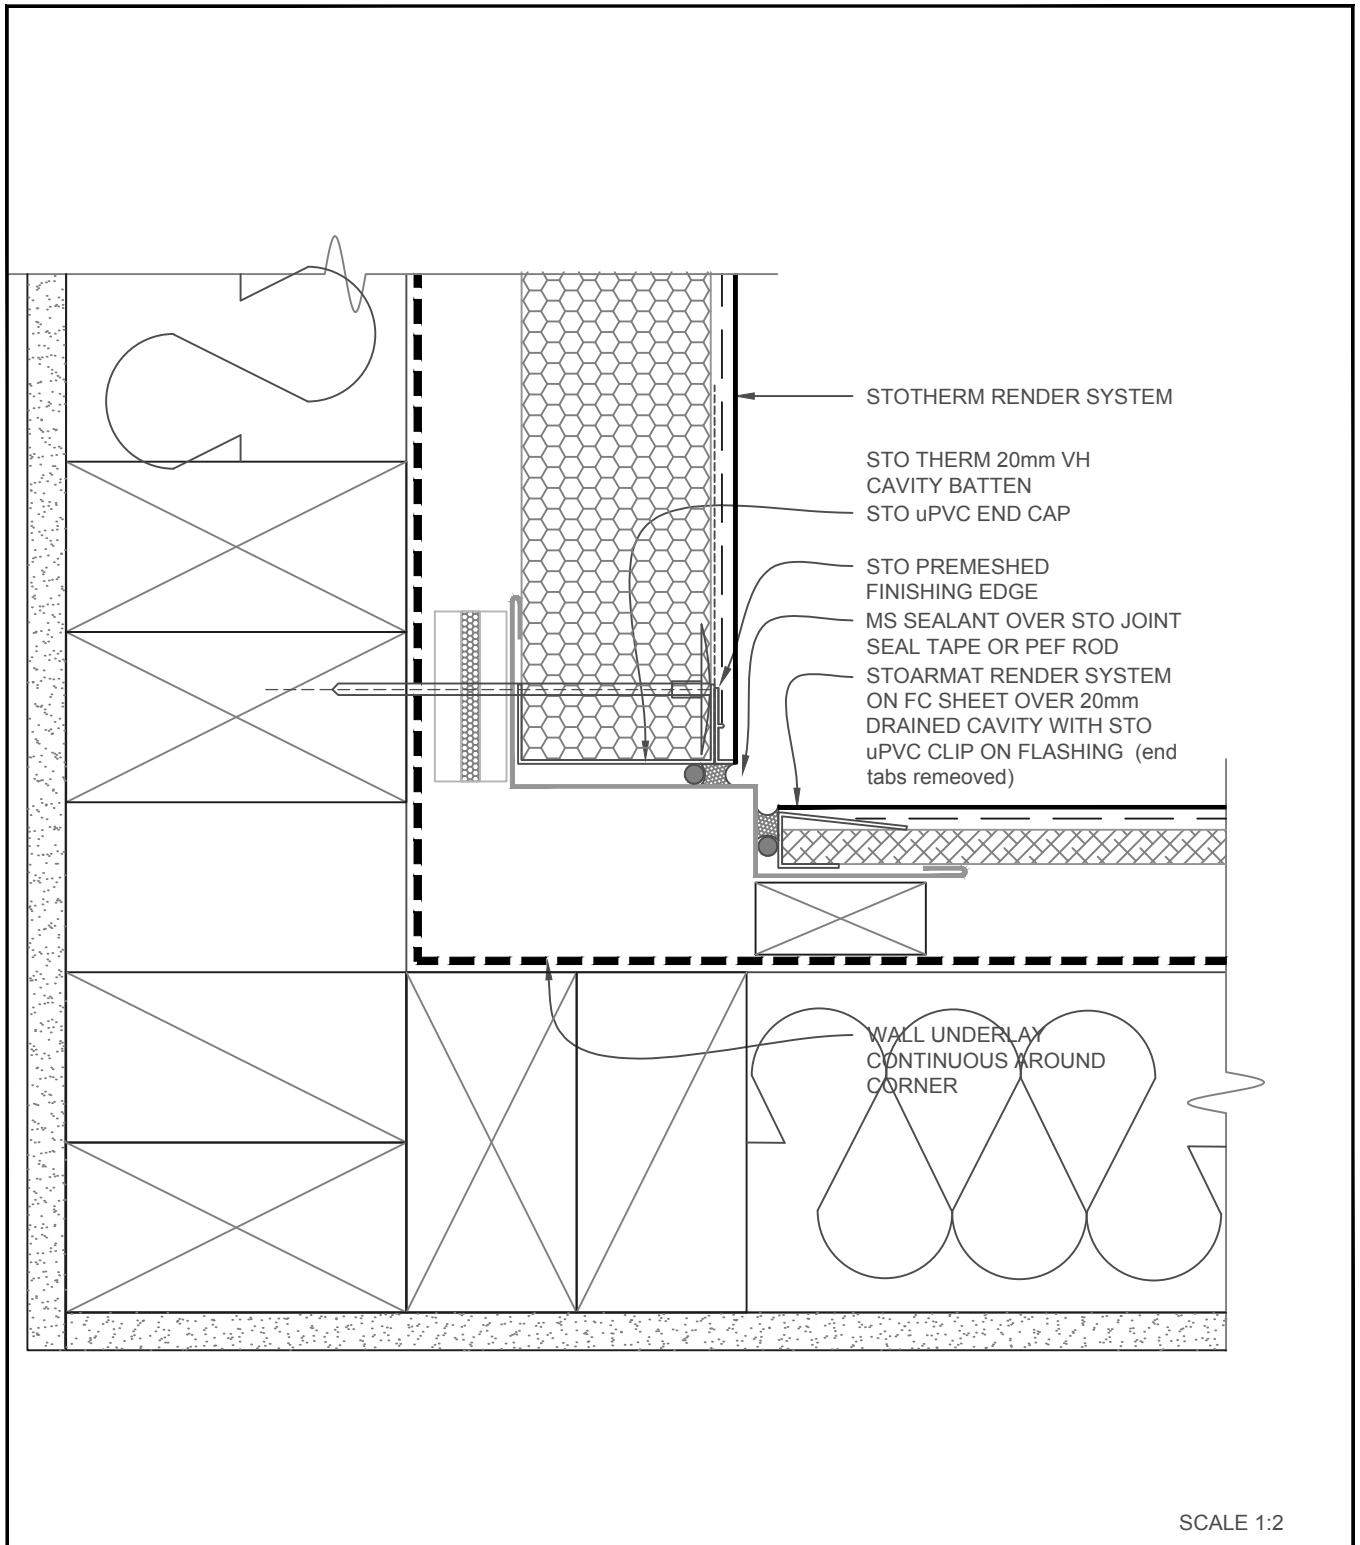 STOTHERM RENDER SYSTEM
STO THERM 20mm VH
CAVITY BATTEN
STO uPVC END CAP
STO PREMESHED
FINISHING EDGE
MS SEALANT OVER STO JOINT
SEAL TAPE OR PEF ROD
STOARMAT RENDER SYSTEM
ON FC SHEET OVER 20mm
DRAINED CAVITY WITH STO
uPVC CLIP ON FLASHING (end
tabs remeoved)
WALL UNDERLAY
CONTINUOUS AROUND
CORNER
SCALE 1:2